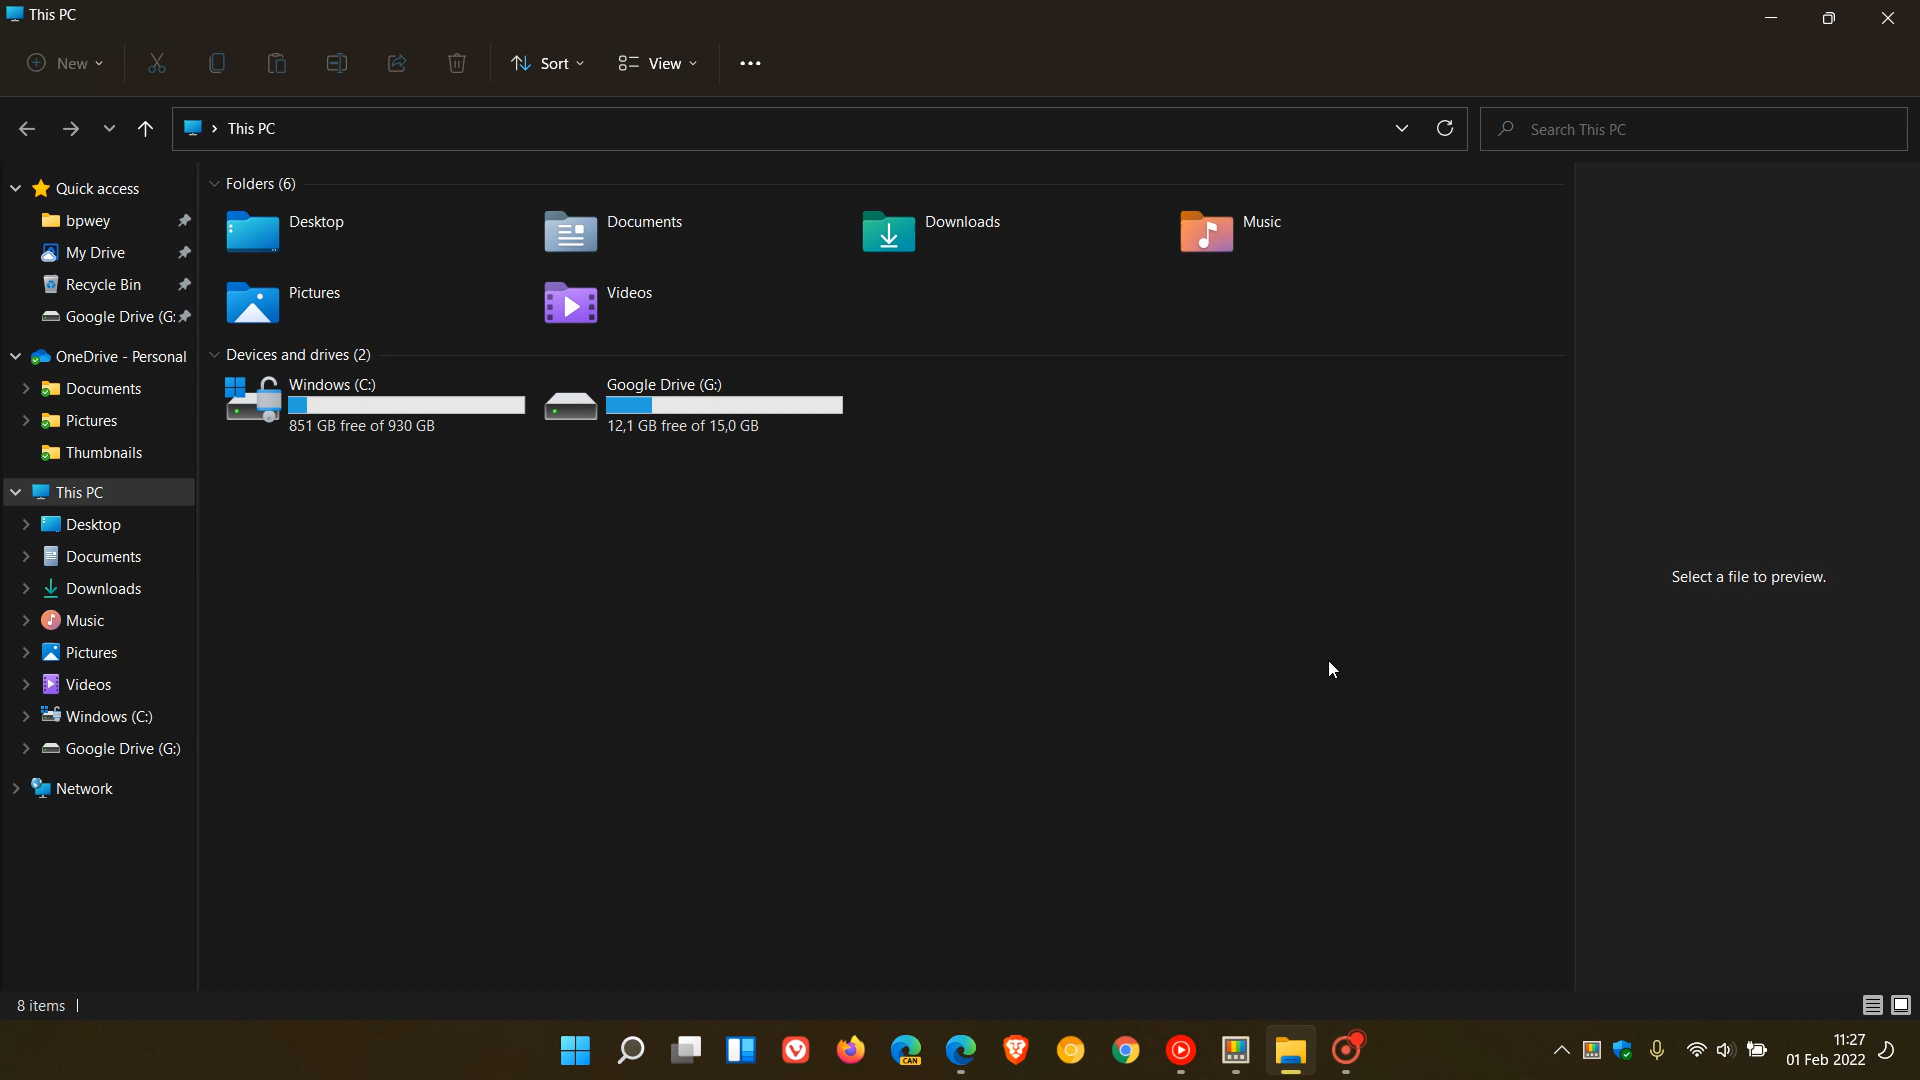 This PC
New
Sort
View
This PC
Search This PC
Quick access
bpwey
My Drive
Recycle Bin
Google Drive (G:
OneDrive - Personal
Documents
Pictures
Thumbnails
This PC
Desktop
Documents
Downloads
Music
Pictures
Videos
Windows (C:)
Google Drive (G:)
Network
Folders (6)
Desktop
Documents
Downloads
Music
Pictures
Videos
Devices and drives (2)
Windows (C:)
851 GB free of 930 GB
Google Drive (G:)
12,1 GB free of 15,0 GB
Select a file to preview.
8 items
CAN
11:27
01 Feb 2022